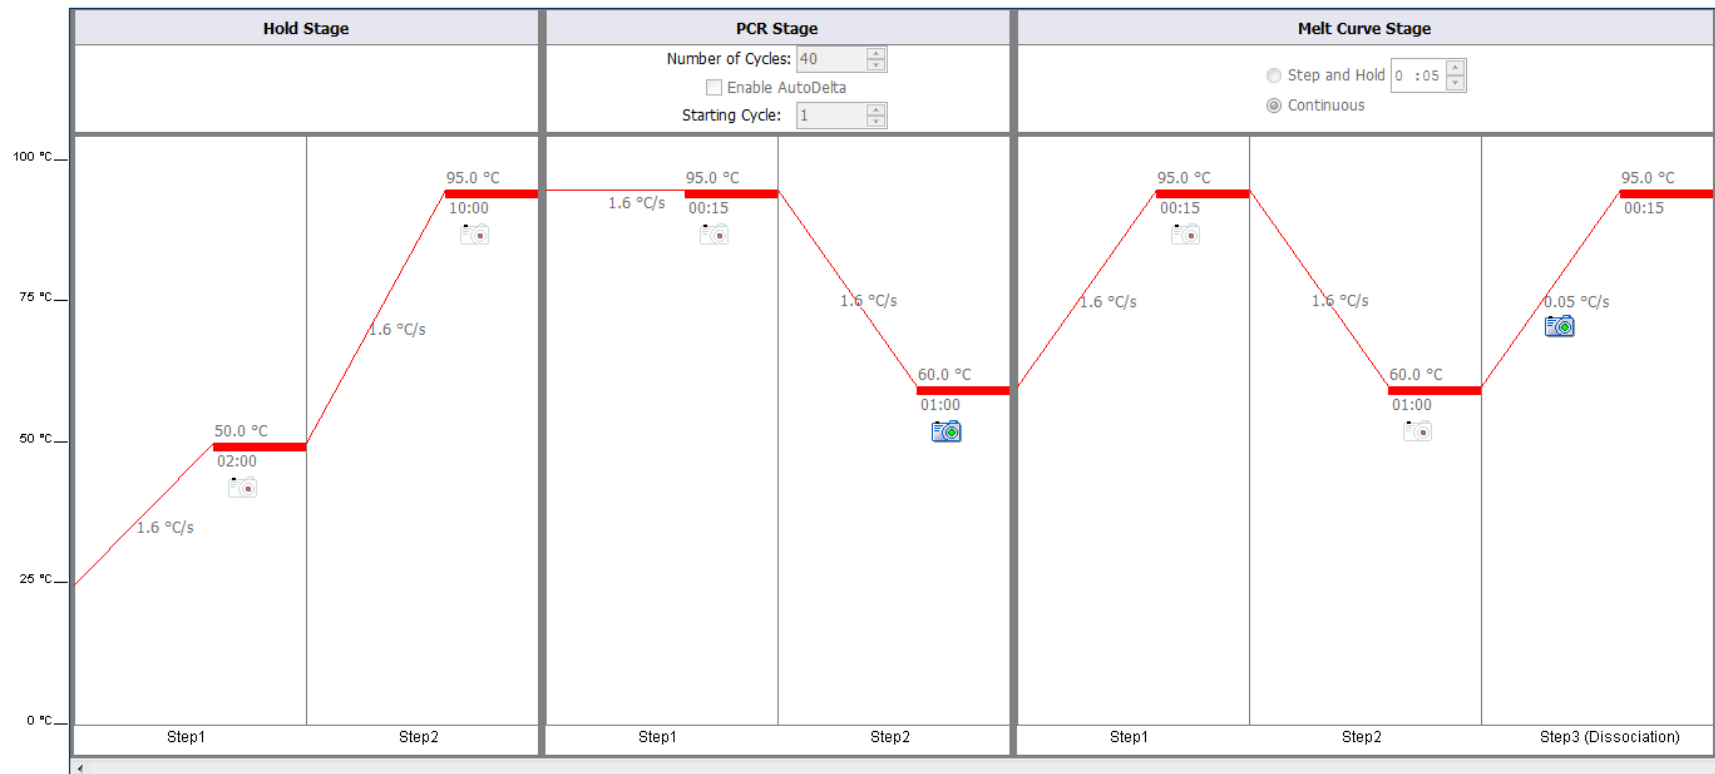 Hold Stage
PCR Stage
Number of Cycles: 40
Enable AutoDelta
Starting Cycle: 1
Melt Curve Stage
Step and Hold 0 :05
Continuous
100 °C
75 °C
50 °C
25 °C
0 °C
1.6 °C/s
50.0 °C
02:00
1.6 °C/s
95.0 °C
10:00
1.6 °C/s
95.0 °C
00:15
1.6 °C/s
60.0 °C
01:00
1.6 °C/s
95.0 °C
00:15
1.6 °C/s
60.0 °C
01:00
0.05 °C/s
95.0 °C
00:15
Step1
Step2
Step1
Step2
Step1
Step2
Step3 (Dissociation)